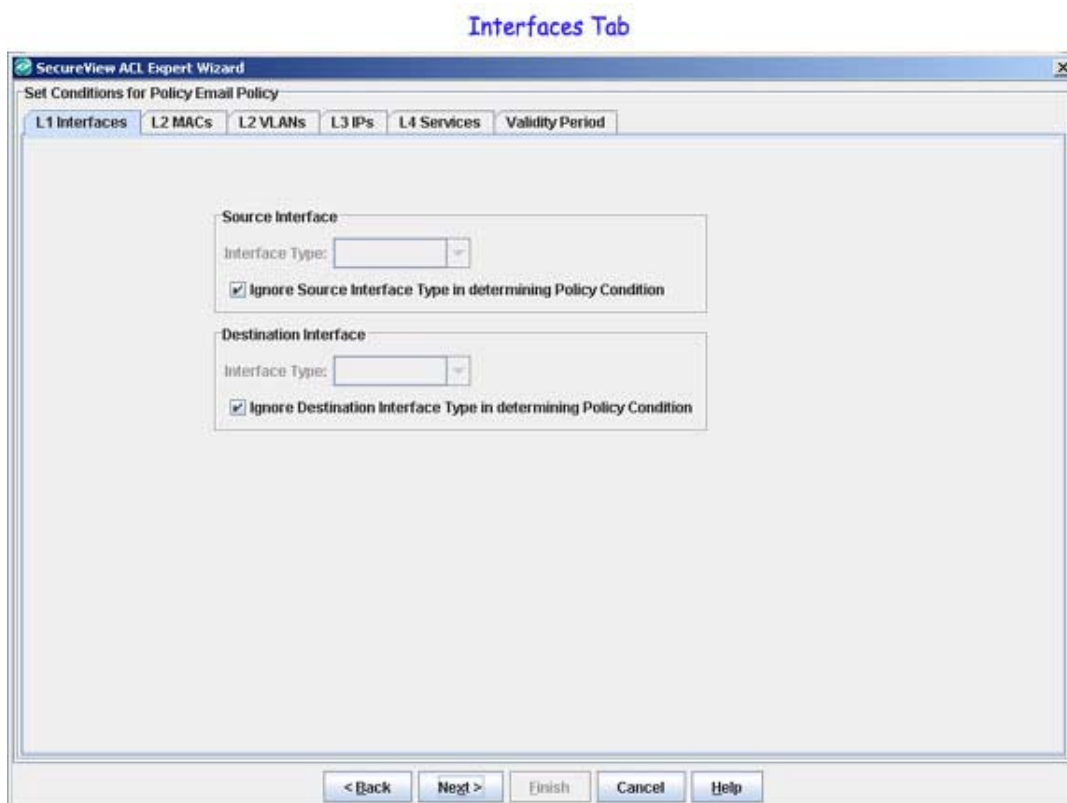 Interfaces Tab
SecureView ACL Expert Wizard
Set Conditions for Policy Email Policy
L1 Interfaces L2 MACs L2 VLANs L3 IPs L4 Services Validity Period
Source Interface
Interface Type:
Ignore Source Interface Type in determining Policy Condition
Destination Interface
Interface Type:
Ignore Destination Interface Type in determining Policy Condition
< Back Next > Finish Cancel Help